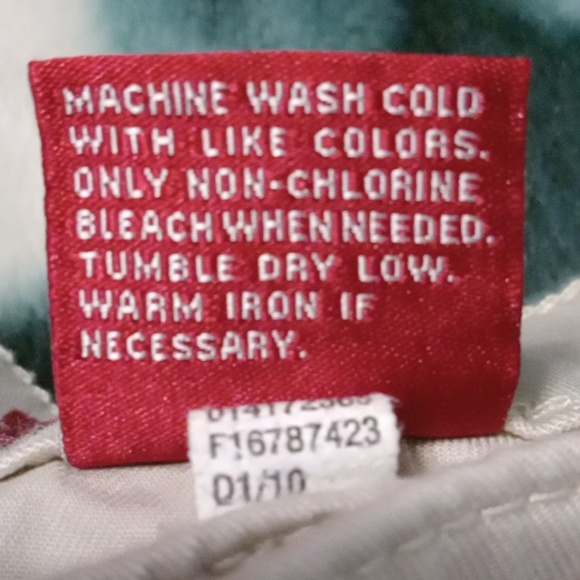 MACHINE WASH COLD
WITH LIKE COLORS.
ONLY NON-CHLORINE
BLEACH WHEN NEEDED.
TUMBLE DRY LOW.
WARM IRON IF
NECESSARY.
F16787423
01/10